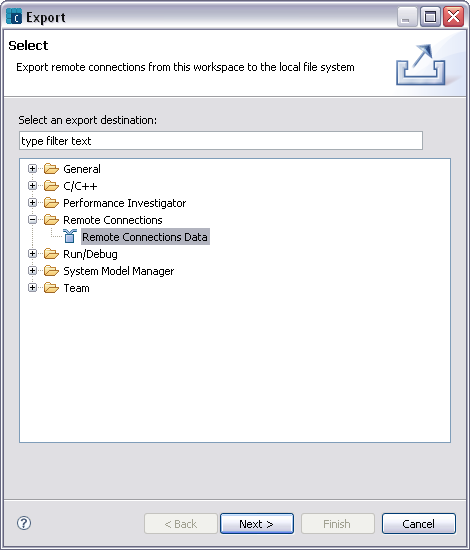 Export
Select
Export remote connections from this workspace to the local file system
Select an export destination:
type filter text
General
C/C++
Performance Investigator
Remote Connections
Remote Connections Data
Run/Debug
System Model Manager
Team
? < Back Next > Finish Cancel